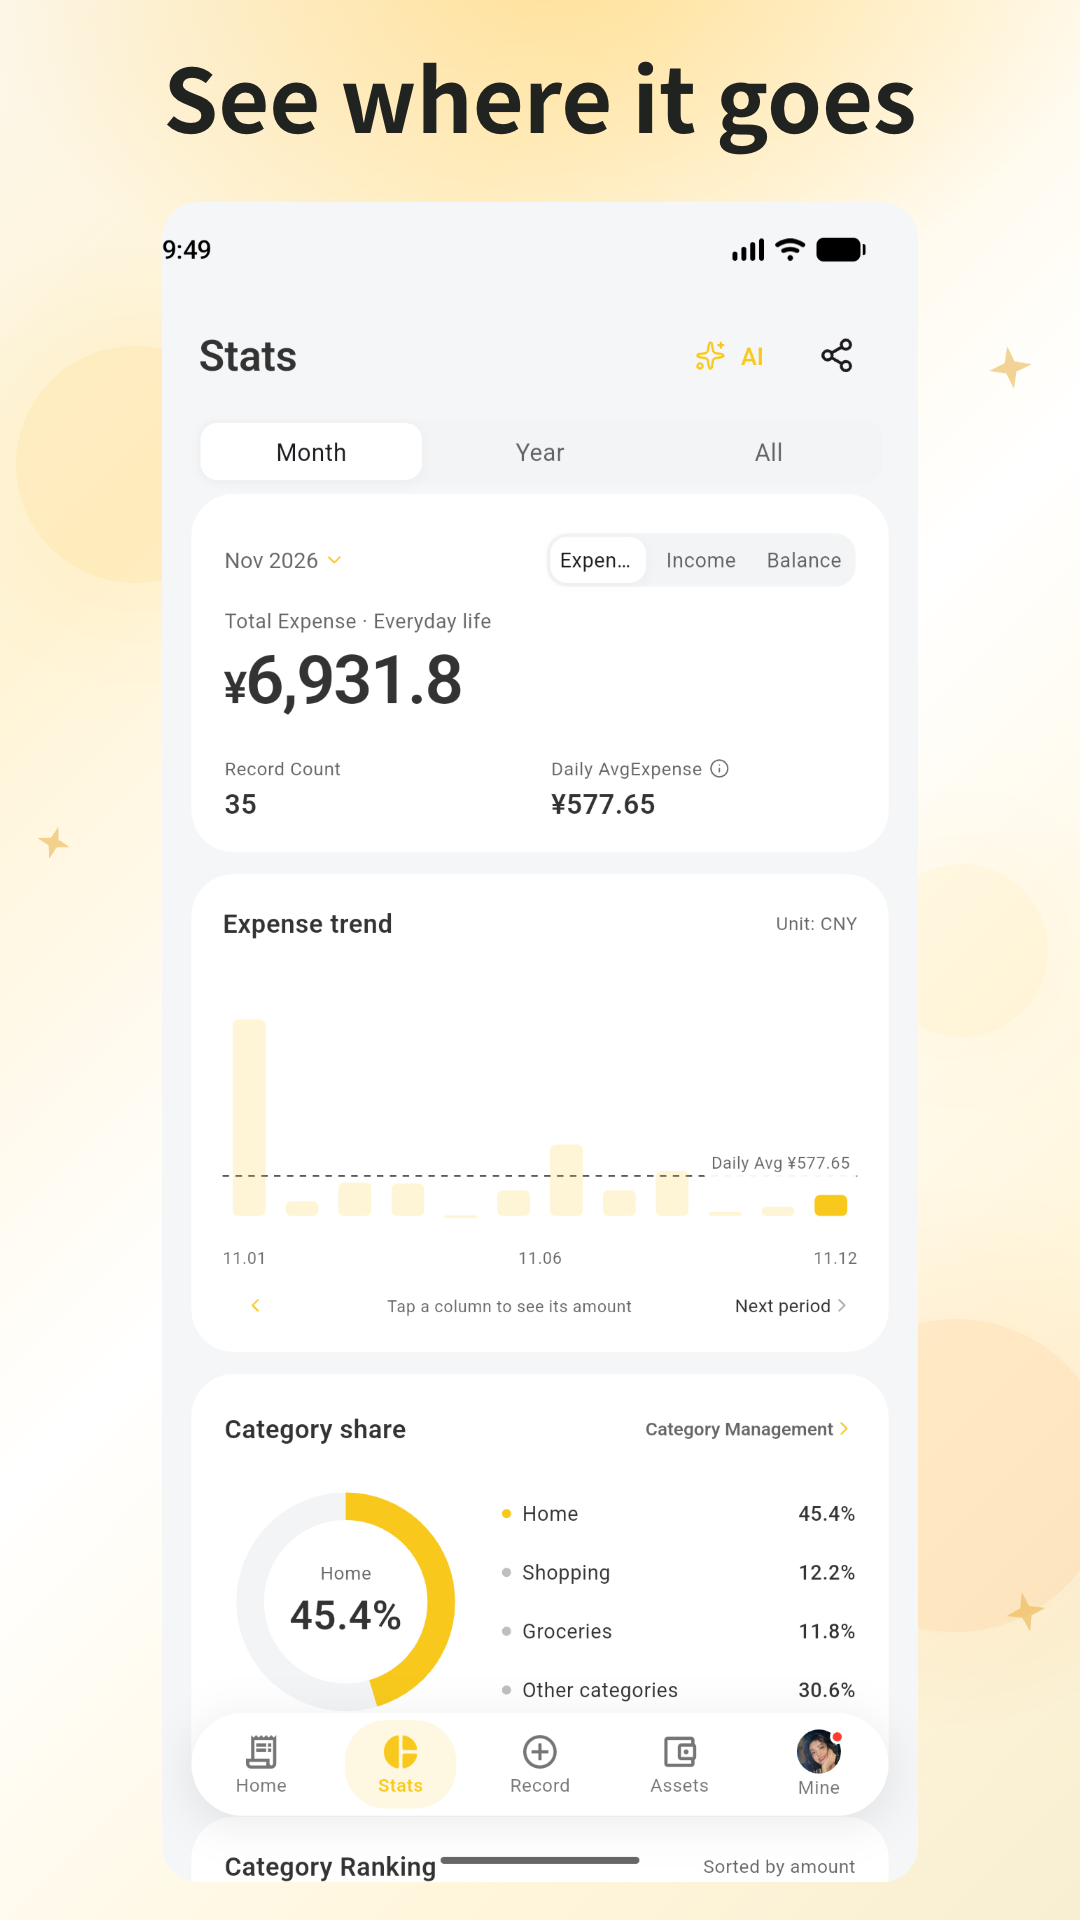 See where it goes
9:49
Stats
AI
Month Year All
Nov 2026
Expen... Income Balance
Total Expense · Everyday life
¥6,931.8
Record Count
Daily AvgExpense
35
¥577.65
Expense trend
Unit: CNY
Daily Avg ¥577.65
11.01 11.06 11.12
Tap a column to see its amount
Next period
Category share
Category Management
Home
45.4%
Home 45.4%
Shopping 12.2%
Groceries 11.8%
Other categories 30.6%
Home Stats Record Assets Mine
Category Ranking
Sorted by amount